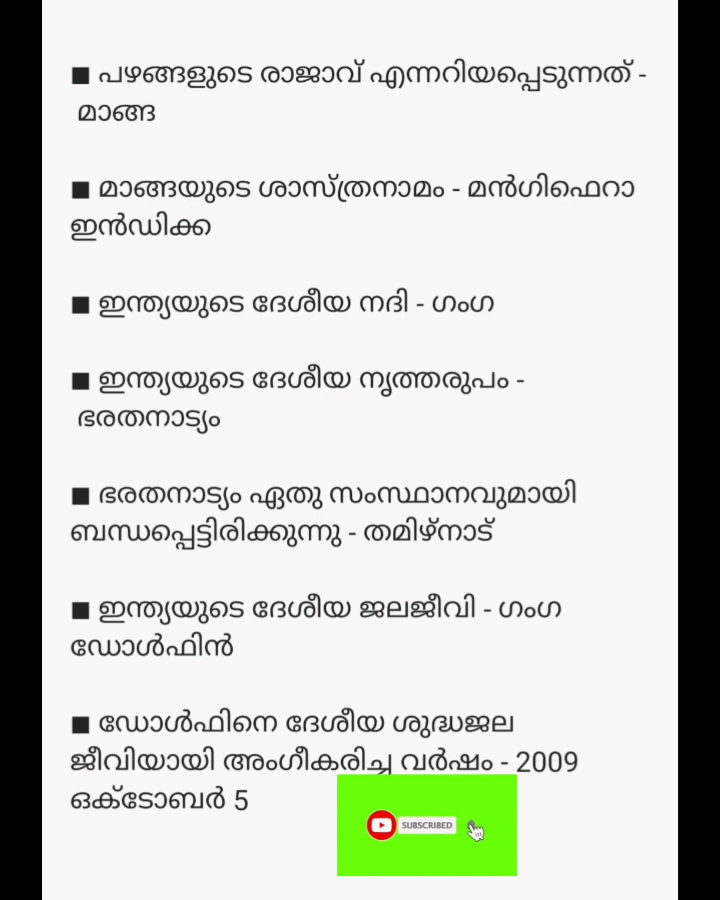 ■ പഴങ്ങളുടെ രാജാവ് എന്നറിയപ്പെടുന്നത് -
മാങ്ങ
■ മാങ്ങയുടെ ശാസ്ത്രനാമം - മൻഗിഫെറാ
ഇൻഡിക്ക
■ ഇന്ത്യയുടെ ദേശീയ നദി - ഗംഗ
■ ഇന്ത്യയുടെ ദേശീയ നൃത്തരുപം -
ഭരതനാട്യം
■ ഭരതനാട്യം ഏതു സംസ്ഥാനവുമായി
ബന്ധപ്പെട്ടിരിക്കുന്നു - തമിഴ്നാട്
■ ഇന്ത്യയുടെ ദേശീയ ജലജീവി - ഗംഗ
ഡോൾഫിൻ
■ ഡോൾഫിനെ ദേശീയ ശുദ്ധജല
ജീവിയായി അംഗീകരിച്ച വർഷം - 2009
ഒക്ടോബർ 5
SUBSCRIBED